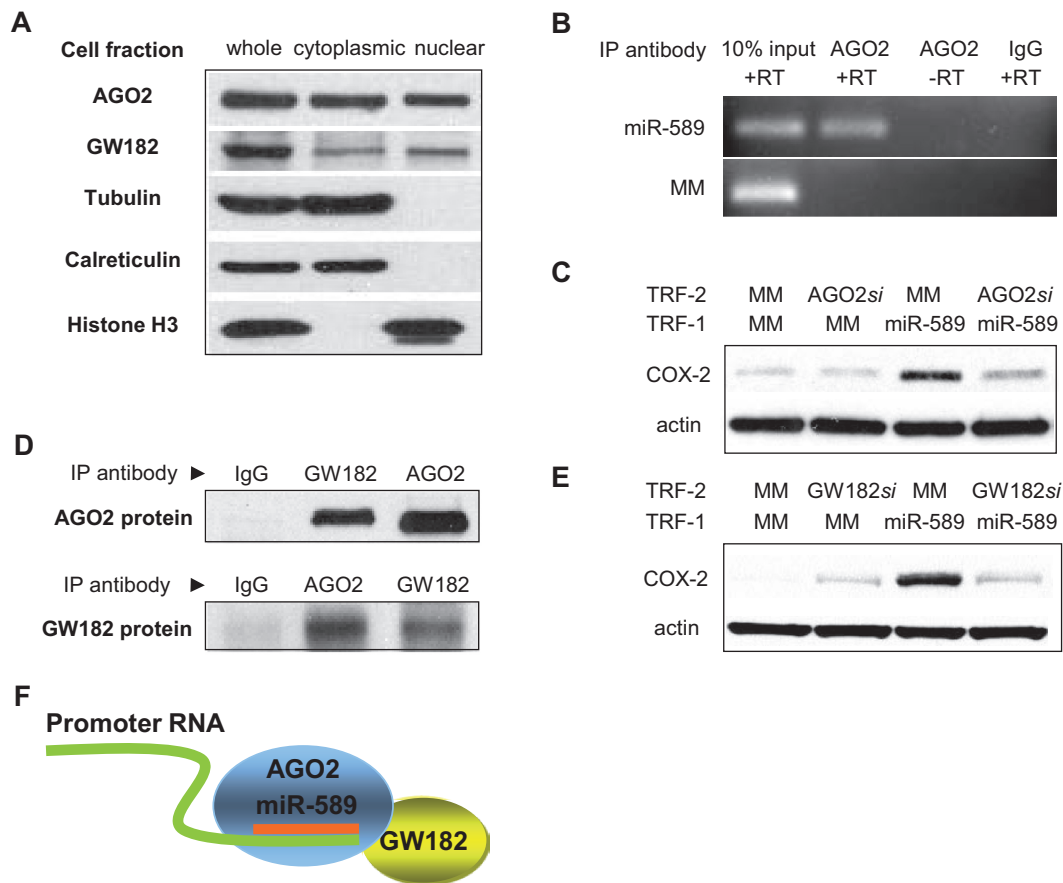 A
Cell fraction whole cytoplasmic nuclear
AGO2
GW182
Tubulin
Calreticulin
Histone H3
B
IP antibody 10% input AGO2 AGO2 IgG
+RT +RT -RT +RT
miR-589
MM
C
TRF-2 MM AGO2si MM AGO2si
TRF-1 MM MM miR-589 miR-589
COX-2
actin
D
IP antibody ► IgG GW182 AGO2
AGO2 protein
IP antibody ► IgG AGO2 GW182
GW182 protein
E
TRF-2 MM GW182si MM GW182si
TRF-1 MM MM miR-589 miR-589
COX-2
actin
F
Promoter RNA
AGO2
miR-589
GW182